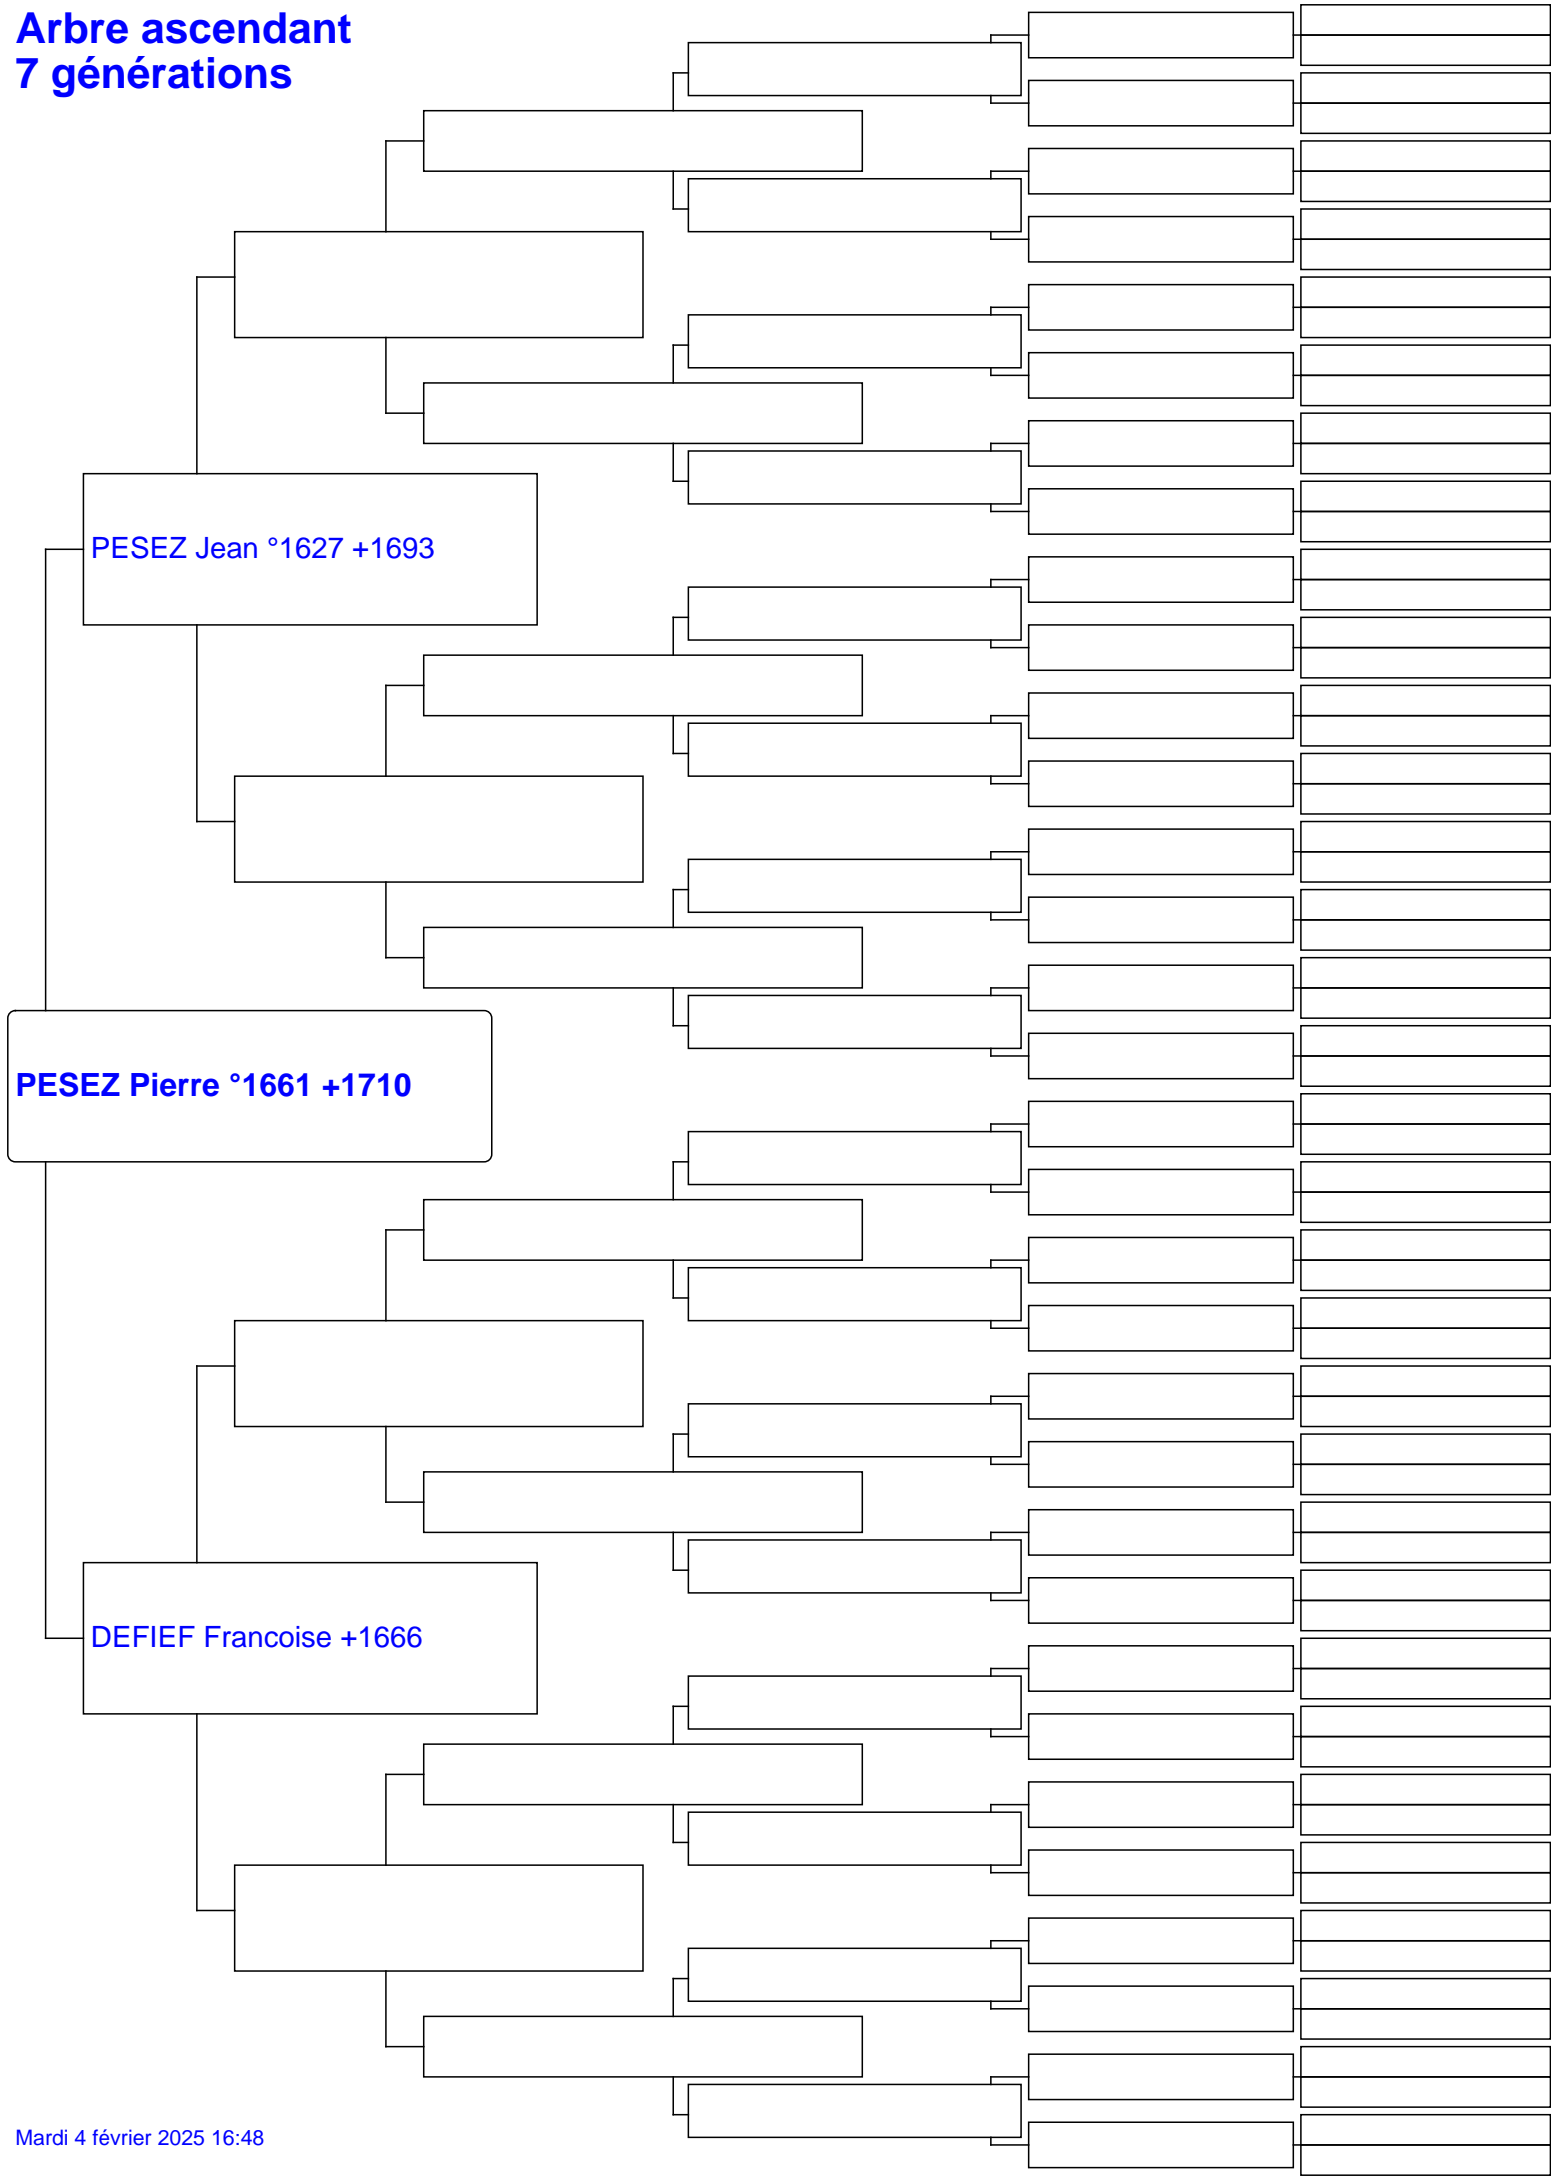 Arbre ascendant
7 générations
PESEZ Jean °1627 +1693
PESEZ Pierre °1661 +1710
DEFIEF Francoise +1666
Mardi 4 février 2025 16:48